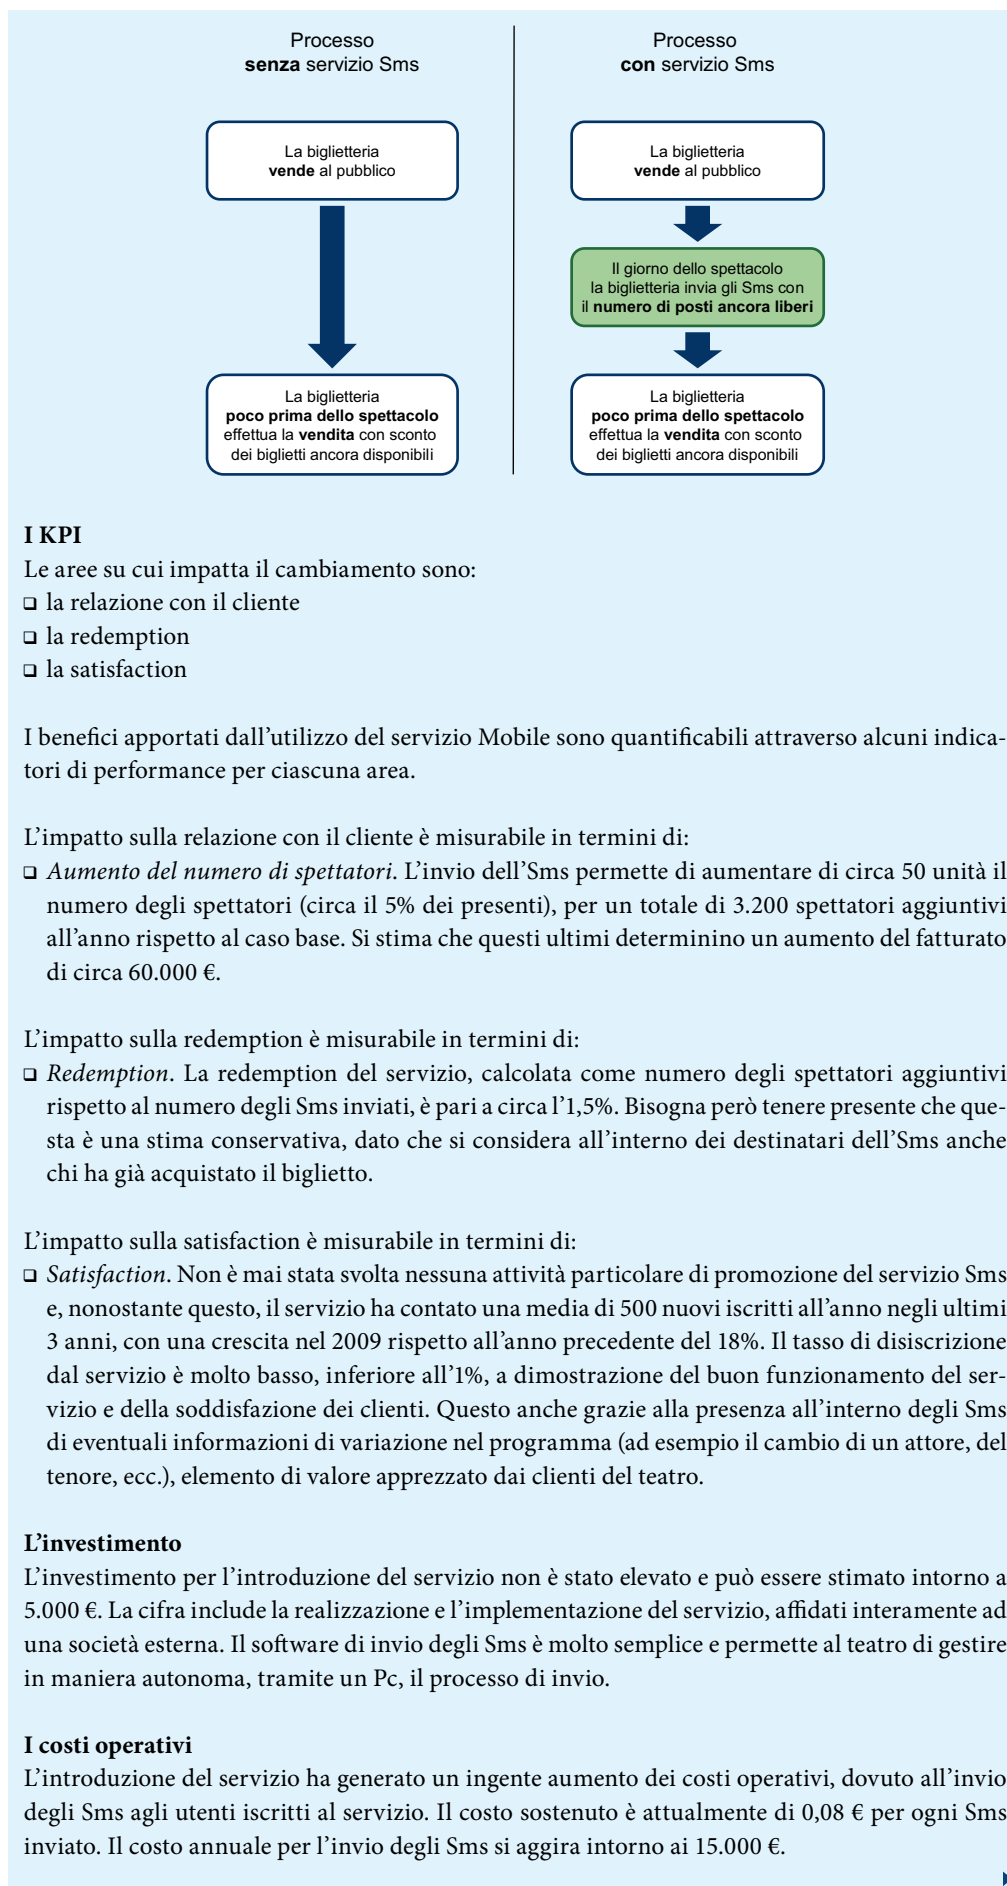 Processo
senza servizio Sms
La biglietteria
vende al pubblico
La biglietteria
poco prima dello spettacolo
effettua la vendita con sconto
dei biglietti ancora disponibili
Processo
con servizio Sms
La biglietteria
vende al pubblico
Il giorno dello spettacolo
la biglietteria invia gli Sms con
il numero di posti ancora liberi
La biglietteria
poco prima dello spettacolo
effettua la vendita con sconto
dei biglietti ancora disponibili
I KPI
Le aree su cui impatta il cambiamento sono:
❑ la relazione con il cliente
❑ la redemption
❑ la satisfaction
I benefici apportati dall’utilizzo del servizio Mobile sono quantificabili attraverso alcuni indica-
tori di performance per ciascuna area.
L’impatto sulla relazione con il cliente è misurabile in termini di:
❑ Aumento del numero di spettatori. L’invio dell’Sms permette di aumentare di circa 50 unità il
numero degli spettatori (circa il 5% dei presenti), per un totale di 3.200 spettatori aggiuntivi
all’anno rispetto al caso base. Si stima che questi ultimi determinino un aumento del fatturato
di circa 60.000 €.
L’impatto sulla redemption è misurabile in termini di:
❑ Redemption. La redemption del servizio, calcolata come numero degli spettatori aggiuntivi
rispetto al numero degli Sms inviati, è pari a circa l’1,5%. Bisogna però tenere presente che que-
sta è una stima conservativa, dato che si considera all’interno dei destinatari dell’Sms anche
chi ha già acquistato il biglietto.
L’impatto sulla satisfaction è misurabile in termini di:
❑ Satisfaction. Non è mai stata svolta nessuna attività particolare di promozione del servizio Sms
e, nonostante questo, il servizio ha contato una media di 500 nuovi iscritti all’anno negli ultimi
3 anni, con una crescita nel 2009 rispetto all’anno precedente del 18%. Il tasso di disiscrizione
dal servizio è molto basso, inferiore all’1%, a dimostrazione del buon funzionamento del ser-
vizio e della soddisfazione dei clienti. Questo anche grazie alla presenza all’interno degli Sms
di eventuali informazioni di variazione nel programma (ad esempio il cambio di un attore, del
tenore, ecc.), elemento di valore apprezzato dai clienti del teatro.
L’investimento
L’investimento per l’introduzione del servizio non è stato elevato e può essere stimato intorno a
5.000 €. La cifra include la realizzazione e l’implementazione del servizio, affidati interamente ad
una società esterna. Il software di invio degli Sms è molto semplice e permette al teatro di gestire
in maniera autonoma, tramite un Pc, il processo di invio.
I costi operativi
L’introduzione del servizio ha generato un ingente aumento dei costi operativi, dovuto all’invio
degli Sms agli utenti iscritti al servizio. Il costo sostenuto è attualmente di 0,08 € per ogni Sms
inviato. Il costo annuale per l’invio degli Sms si aggira intorno ai 15.000 €.